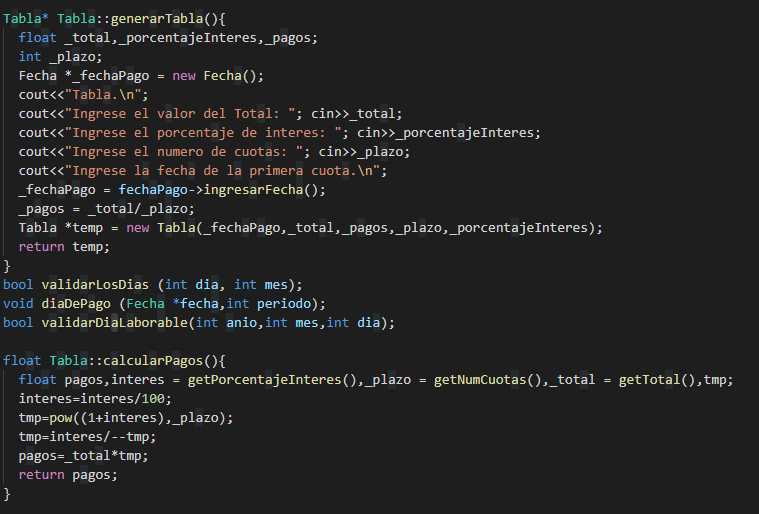 Tabla* Tabla::generarTabla(){
float _total,_porcentajeInteres,_pagos;
int _plazo;
Fecha *_fechaPago = new Fecha();
cout<<"Tabla.\n";
cout<<"Ingrese el valor del Total: "; cin>>_total;
cout<<"Ingrese el porcentaje de interes: "; cin>>_porcentajeInteres;
cout<<"Ingrese el numero de cuotas: "; cin>>_plazo;
cout<<"Ingrese la fecha de la primera cuota.\n";
_fechaPago = fechaPago->ingresarFecha();
_pagos = _total/_plazo;
Tabla *temp = new Tabla(_fechaPago,_total,_pagos,_plazo,_porcentajeInteres);
return temp;
}
bool validarLosDias (int dia, int mes);
void diaDePago (Fecha *fecha,int periodo);
bool validarDiaLaborable(int anio,int mes,int dia);
float Tabla::calcularPagos(){
float pagos,interes = getPorcentajeInteres(),_plazo = getNumCuotas(),_total = getTotal(),tmp;
interes=interes/100;
tmp=pow((1+interes),_plazo);
tmp=interes/--tmp;
pagos=_total*tmp;
return pagos;
}